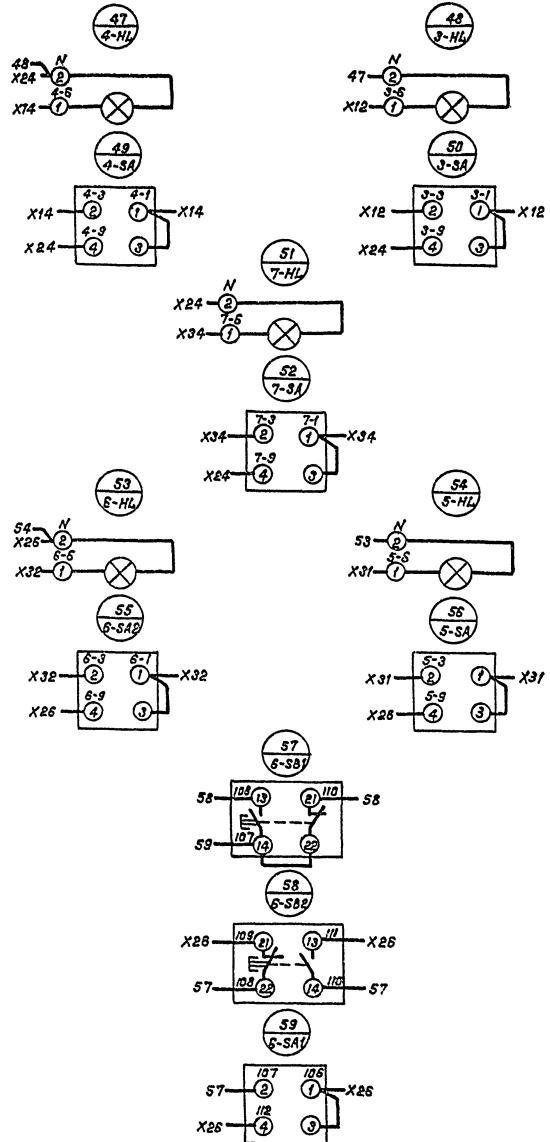 47 48
4-HL 3-HL
48 N N
X24 2 47 2
4-6 3-6
X14 1 X12 1
49 50
4-SA 3-SA
4-3 4-1 3-3 3-1
X14 2 1 X14 X12 2 1 X12
4-9 3-9
X24 4 3 X24 4 3
51
7-HL
N
X24 2
7-6
X34 1
52
7-SA
7-3 7-1
X34 2 1 X34
7-9
X24 4 3
53 54
6-HL 5-HL
54 N N
X26 2 53 2
6-6 5-6
X32 1 X31 1
55 56
6-SA2 5-SA
6-3 6-1 5-3
X32 2 1 X32 X31 2 1 X31
6-9 5-9
X26 4 3 X26 4 3
57
6-SB1
58 108 13 21 110 58
59 107 14 22
58
6-SB2
X26 109 21 13 111 X26
57 108 22 14 110 57
59
6-SA1
107 106
57 2 1 X26
112
X26 4 3